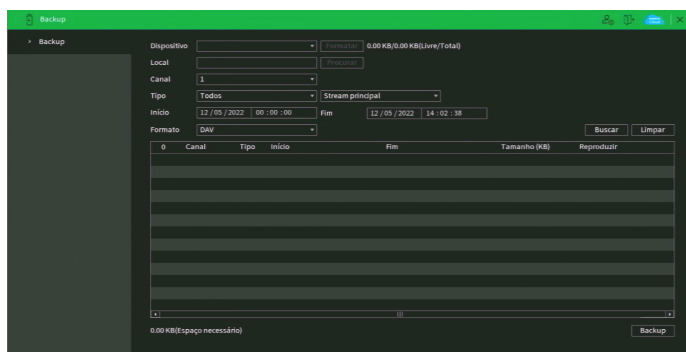 Backup
Backup
Dispositivo Formatar 0.00 KB/0.00 KB(Livre/Total)
Local Procurar
Canal 1
Tipo Todos Stream principal
Início 12 / 05 / 2022 00 : 00 : 00 Fim 12 / 05 / 2022 14 : 02 : 38
Formato DAV Buscar Limpar
0 Canal Tipo Início Fim Tamanho (KB) Reproduzir
0.00 KB(Espaço necessário) Backup